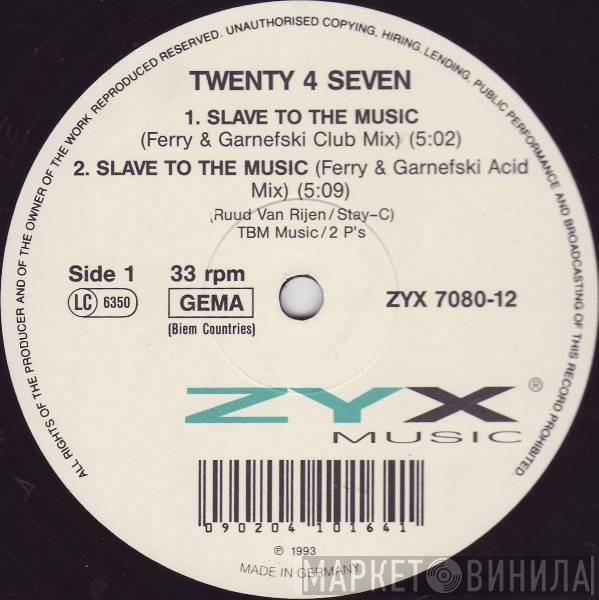 ALL RIGHTS OF THE PRODUCER AND OF THE OWNER OF THE WORK REPRODUCED RESERVED. UNAUTHORISED COPYING, HIRING, LENDING, PUBLIC PERFORMANCE AND BROADCASTING OF THIS RECORD PROHIBITED.
TWENTY 4 SEVEN
1. SLAVE TO THE MUSIC
(Ferry & Garnefski Club Mix) (5:02)
2. SLAVE TO THE MUSIC (Ferry & Garnefski Acid
Mix) (5:09)
(Ruud Van Rijen/Stay-C)
TBM Music/2 P's
Side 1 33 rpm
LC 6350 GEMA ZYX 7080-12
(Biem Countries)
ZYX®
MUSIC
090204 101641
℗ 1993
MADE IN GERMANY
МАРКЕТ ВИНИЛА